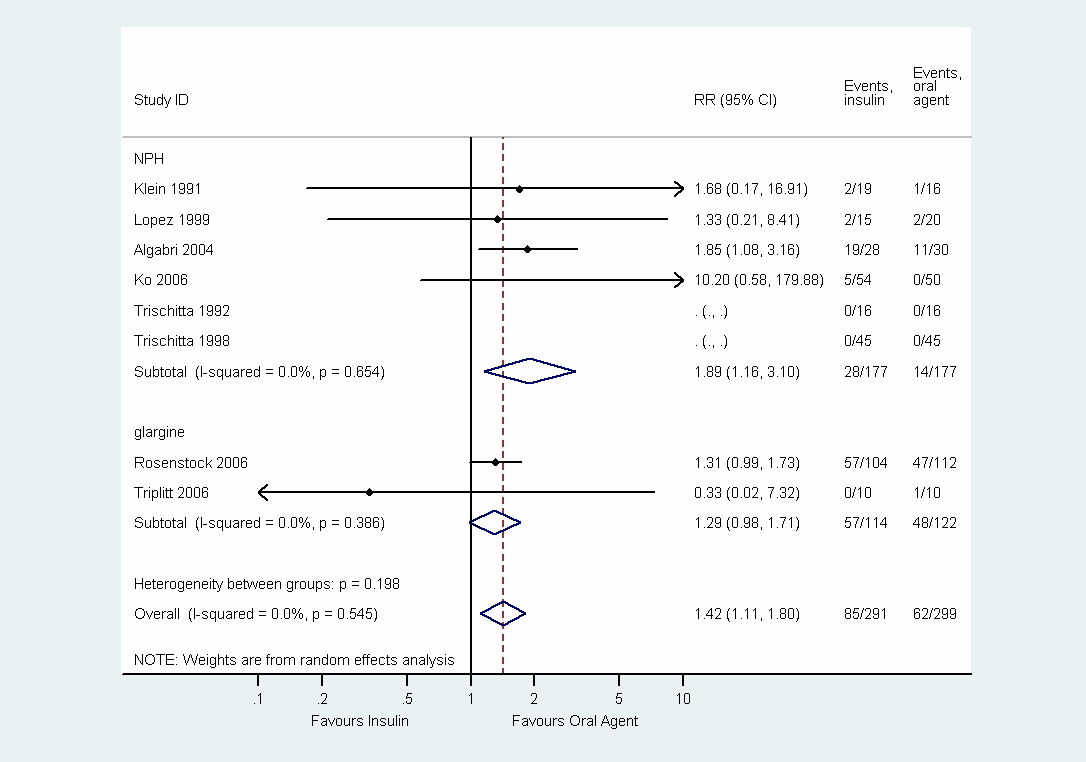 Study ID RR (95% CI) Events, insulin Events, oral agent
NPH
Klein 1991 1.68 (0.17, 16.91) 2/19 1/16
Lopez 1999 1.33 (0.21, 8.41) 2/15 2/20
Algabri 2004 1.85 (1.08, 3.16) 19/28 11/30
Ko 2006 10.20 (0.58, 179.88) 5/54 0/50
Trischitta 1992 . (., .) 0/16 0/16
Trischitta 1998 . (., .) 0/45 0/45
Subtotal (I-squared = 0.0%, p = 0.654) 1.89 (1.16, 3.10) 28/177 14/177
glargine
Rosenstock 2006 1.31 (0.99, 1.73) 57/104 47/112
Triplitt 2006 0.33 (0.02, 7.32) 0/10 1/10
Subtotal (I-squared = 0.0%, p = 0.386) 1.29 (0.98, 1.71) 57/114 48/122
Heterogeneity between groups: p = 0.198
Overall (I-squared = 0.0%, p = 0.545) 1.42 (1.11, 1.80) 85/291 62/299
NOTE: Weights are from random effects analysis
.1 .2 .5 1 2 5 10
Favours Insulin Favours Oral Agent